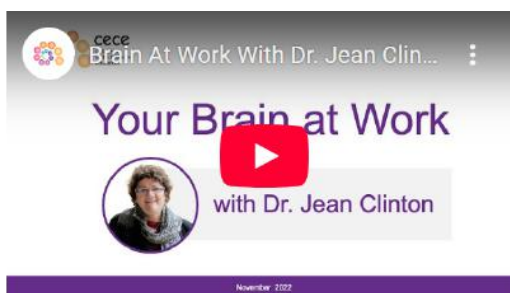 cece
Brain At Work With Dr. Jean Clin...
Your Brain at Work
with Dr. Jean Clinton
November 2022